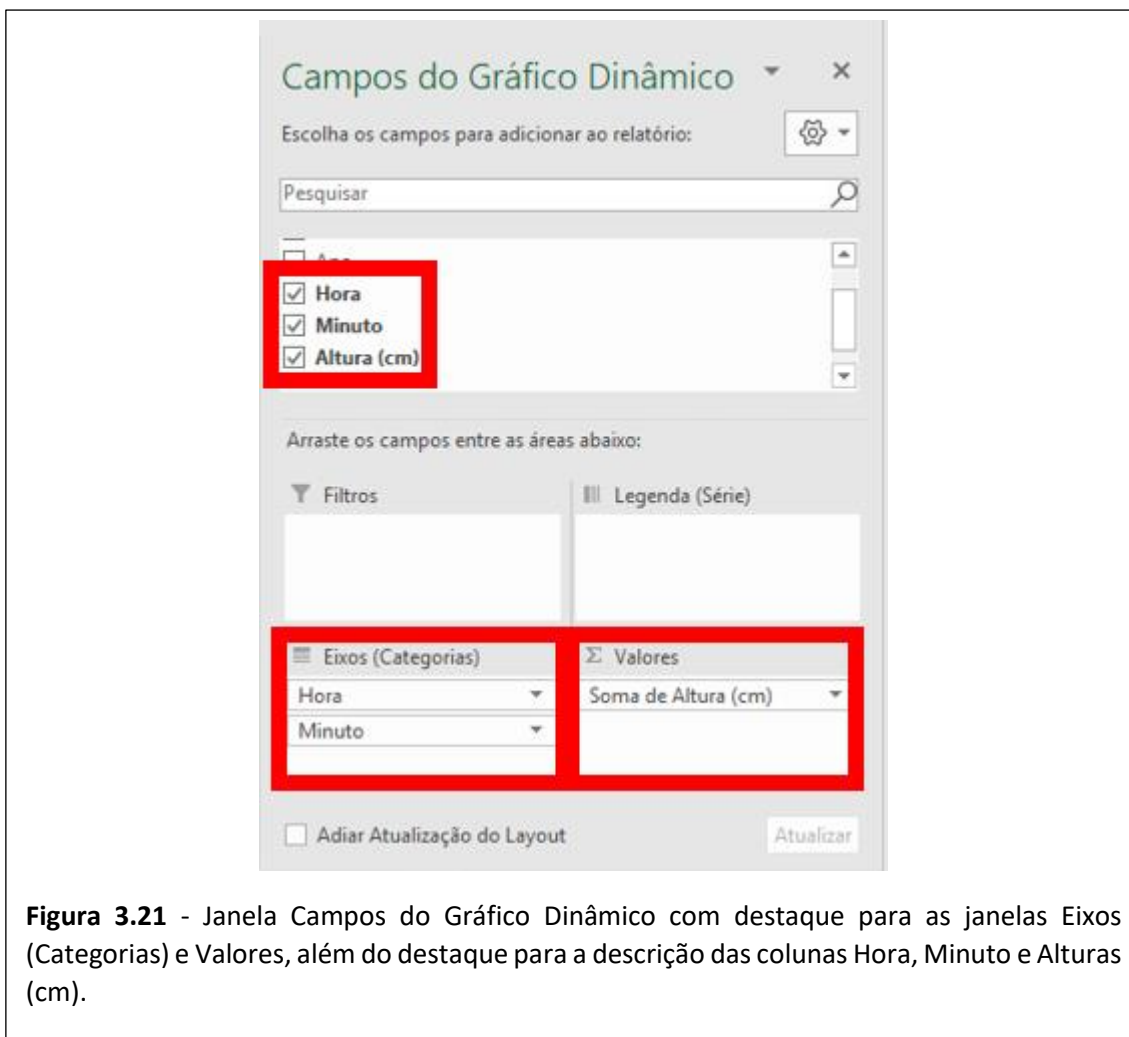 Campos do Gráfico Dinâmico
Escolha os campos para adicionar ao relatório:
Pesquisar
Hora
Minuto
Altura (cm)
Arraste os campos entre as áreas abaixo:
Filtros
Legenda (Série)
Eixos (Categorias)
Σ Valores
Hora
Soma de Altura (cm)
Minuto
Adiar Atualização do Layout
Atualizar
Figura 3.21 - Janela Campos do Gráfico Dinâmico com destaque para as janelas Eixos
(Categorias) e Valores, além do destaque para a descrição das colunas Hora, Minuto e Alturas
(cm).